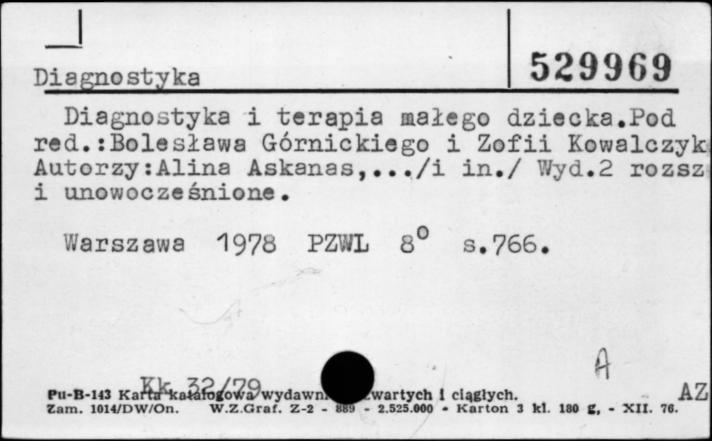 529969
Diagnostyka
Diagnostyka i terapia małego dziecka.Pod
red.:Bolesława Górnickiego i Zofii Kowalczyk
Autorzy:Alina Askanas,.../i in./ Wyd.2 rozsz
i unowocześnione.
Warszawa 1978 PZWL 8° s.766.
A
Kk 32/79
Pu-B-143 Karta katalogowa wydawn zwartych i ciągłych.
AZ
Zam. 1014/DW/On. W.Z.Graf. Z-2 - 889 - 2.525.000 - Karton 3 kl. 180 g, - XII. 76.